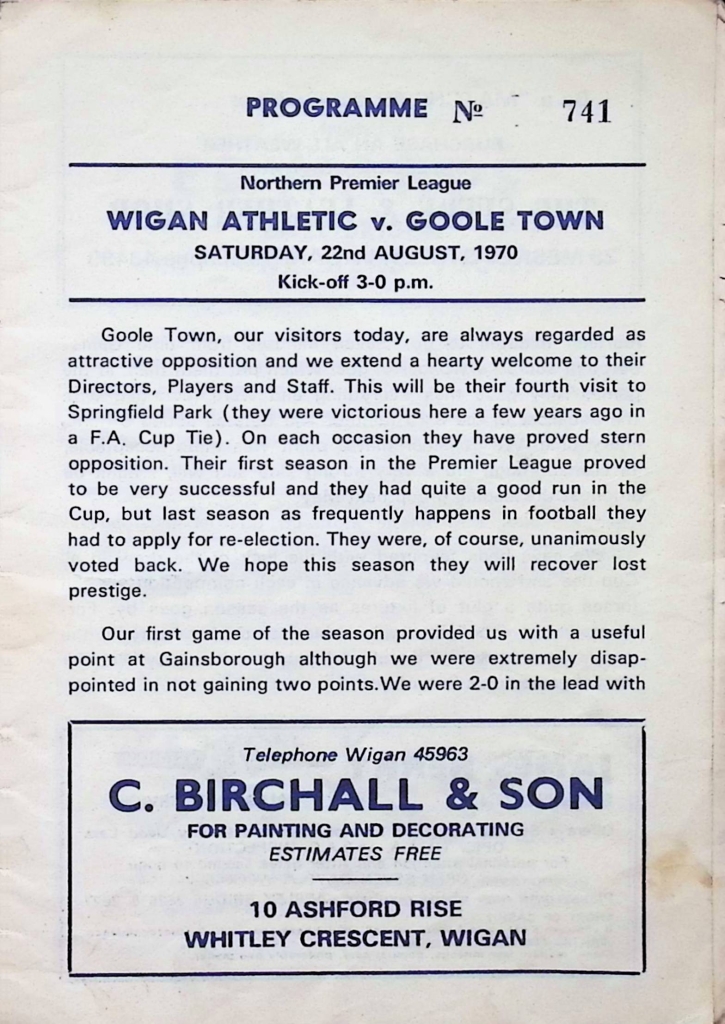 PROGRAMME № 741
Northern Premier League
WIGAN ATHLETIC v. GOOLE TOWN
SATURDAY, 22nd AUGUST, 1970
Kick-off 3-0 p.m.
Goole Town, our visitors today, are always regarded as
attractive opposition and we extend a hearty welcome to their
Directors, Players and Staff. This will be their fourth visit to
Springfield Park (they were victorious here a few years ago in
a F.A. Cup Tie). On each occasion they have proved stern
opposition. Their first season in the Premier League proved
to be very successful and they had quite a good run in the
Cup, but last season as frequently happens in football they
had to apply for re-election. They were, of course, unanimously
voted back. We hope this season they will recover lost
prestige.
Our first game of the season provided us with a useful
point at Gainsborough although we were extremely disap-
pointed in not gaining two points.We were 2-0 in the lead with
Telephone Wigan 45963
C. BIRCHALL & SON
FOR PAINTING AND DECORATING
ESTIMATES FREE
10 ASHFORD RISE
WHITLEY CRESCENT, WIGAN